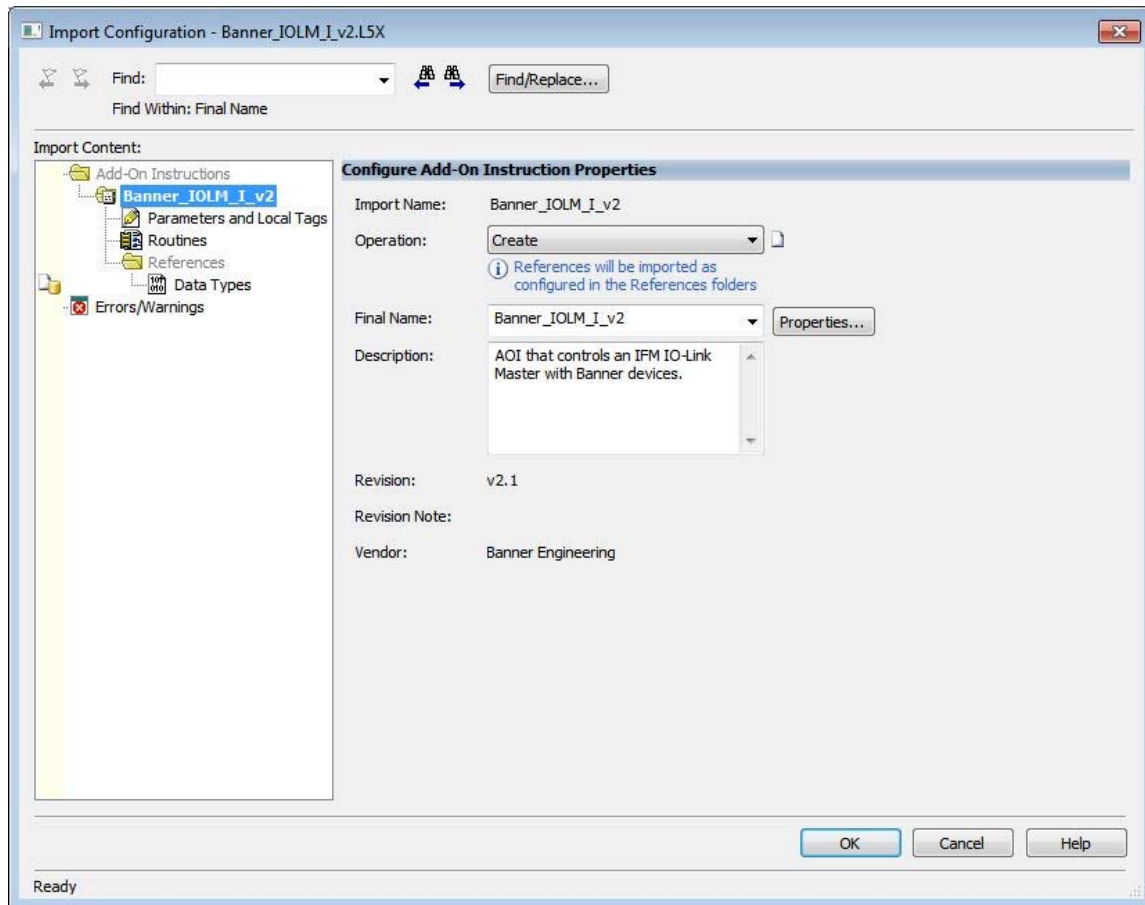 Import Configuration - Banner_IOLM_I_v2.L5X
Find:
Find/Replace...
Find Within: Final Name
Import Content:
Add-On Instructions
Banner_IOLM_I_v2
Parameters and Local Tags
Routines
References
Data Types
Errors/Warnings
Configure Add-On Instruction Properties
Import Name: Banner_IOLM_I_v2
Operation: Create
References will be imported as
configured in the References folders
Final Name: Banner_IOLM_I_v2 Properties...
Description: AOI that controls an IFM IO-Link
Master with Banner devices.
Revision: v2.1
Revision Note:
Vendor: Banner Engineering
OK Cancel Help
Ready